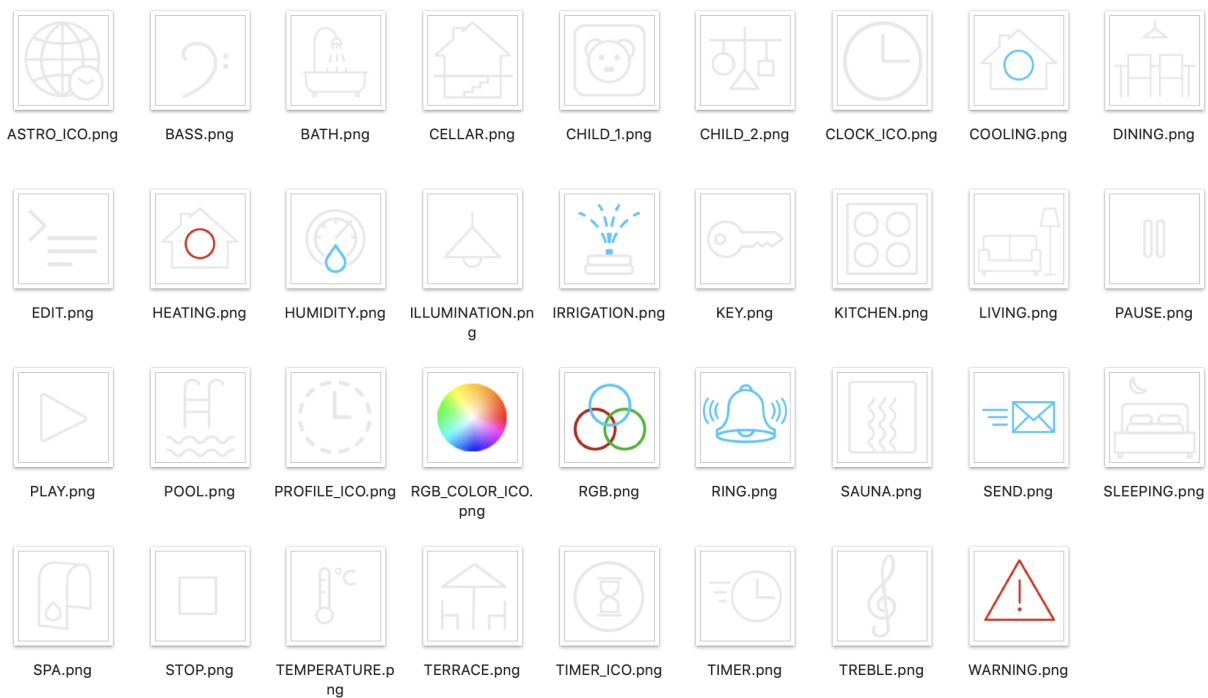 ASTRO_ICO.png
BASS.png
BATH.png
CELLAR.png
CHILD_1.png
CHILD_2.png
CLOCK_ICO.png
COOLING.png
DINING.png
EDIT.png
HEATING.png
HUMIDITY.png
ILLUMINATION.pn
g
IRRIGATION.png
KEY.png
KITCHEN.png
LIVING.png
PAUSE.png
PLAY.png
POOL.png
PROFILE_ICO.png
RGB_COLOR_ICO.
png
RGB.png
RING.png
SAUNA.png
SEND.png
SLEEPING.png
°C
SPA.png
STOP.png
TEMPERATURE.p
ng
TERRACE.png
TIMER_ICO.png
TIMER.png
TREBLE.png
WARNING.png